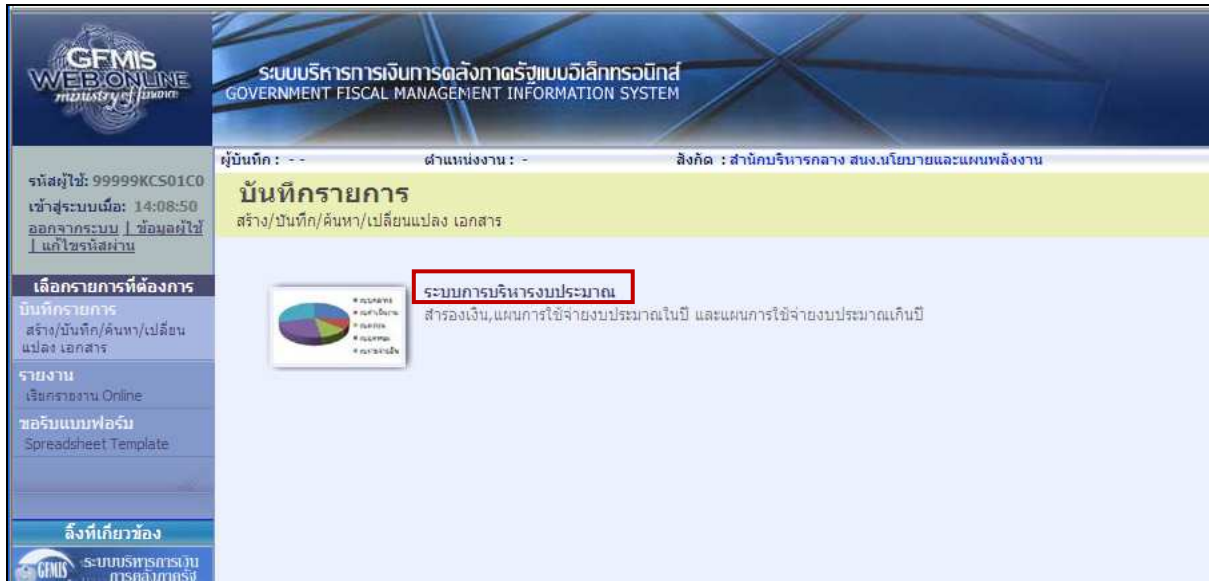 GFMIS
WEB ONLINE
ministry of finance
ระบบบริหารการเงินการคลังภาครัฐแบบอิเล็กทรอนิกส์
GOVERNMENT FISCAL MANAGEMENT INFORMATION SYSTEM
ผู้บันทึก : - - ตำแหน่งงาน : - สังกัด : สำนักบริหารกลาง สนง.นโยบายและแผนพลังงาน
รหัสผู้ใช้: 99999KCS01C0
เข้าสู่ระบบเมื่อ: 14:08:50
ออกจากระบบ | ข้อมูลผู้ใช้
| แก้ไขรหัสผ่าน
บันทึกรายการ
สร้าง/บันทึก/ค้นหา/เปลี่ยนแปลง เอกสาร
เลือกรายการที่ต้องการ
บันทึกรายการ
สร้าง/บันทึก/ค้นหา/เปลี่ยน
แปลง เอกสาร
รายงาน
เรียกรายงาน Online
ขอรับแบบฟอร์ม
Spreadsheet Template
ระบบการบริหารงบประมาณ
สำรองเงิน,แผนการใช้จ่ายงบประมาณในปี และแผนการใช้จ่ายงบประมาณเกินปี
ลิ้งที่เกี่ยวข้อง
GFMIS ระบบบริหารการเงิน
การคลังภาครัฐ